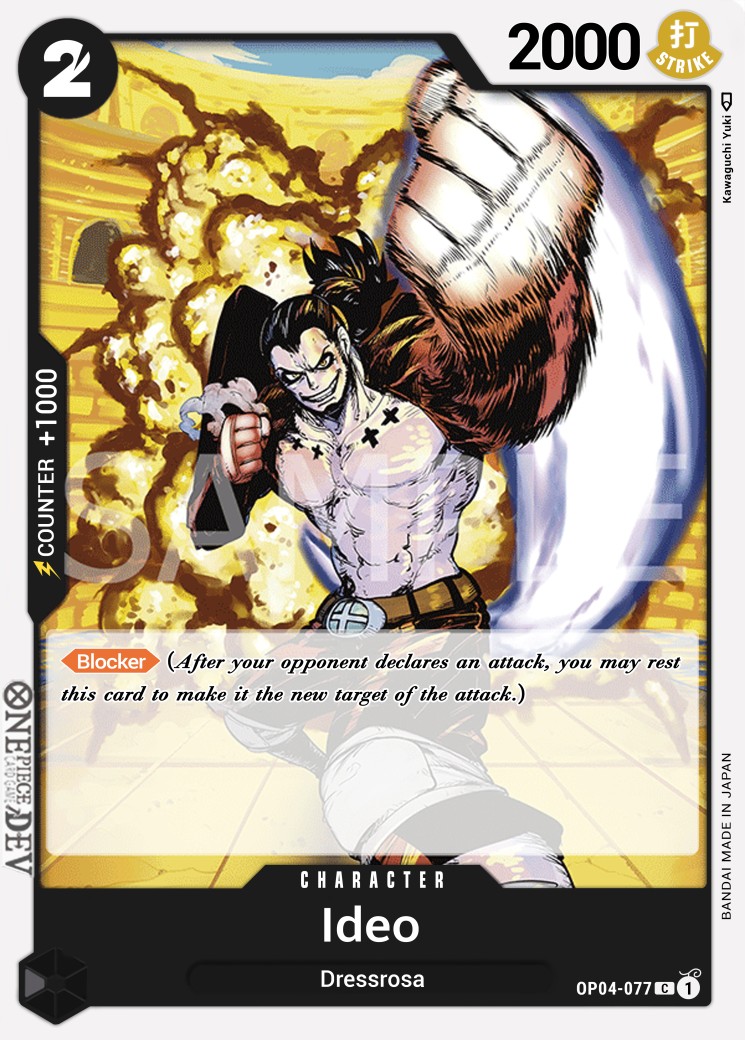 2
2000
打
STRIKE
Kawaguchi Yuki
COUNTER +1000
SAMPLE
Blocker (After your opponent declares an attack, you may rest
this card to make it the new target of the attack.)
ONE PIECE
CARD GAME
DEV
BANDAI MADE IN JAPAN
CHARACTER
Ideo
Dressrosa
OP04-077 C 1